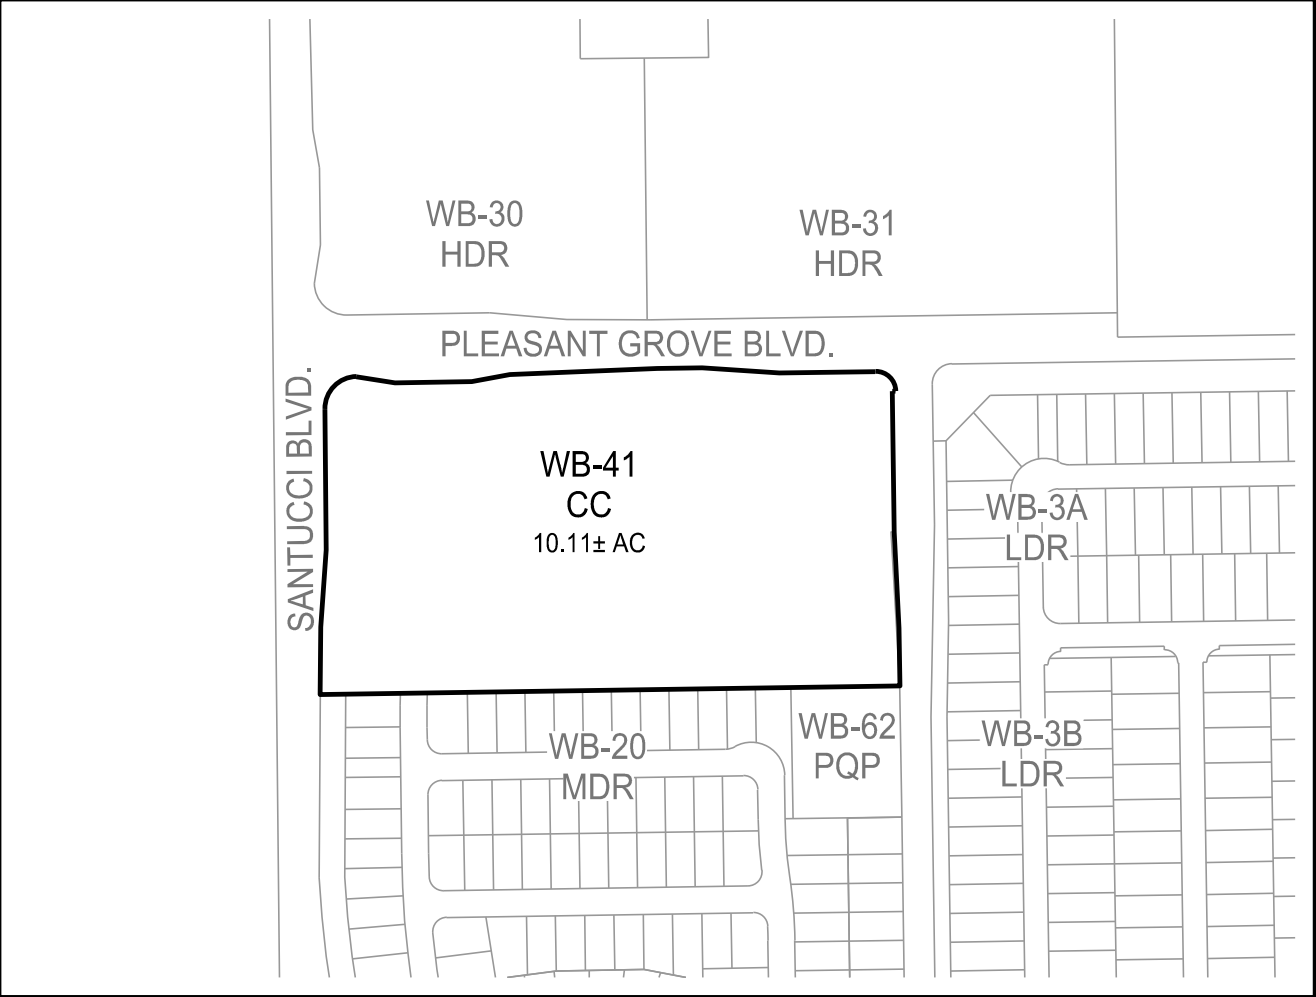 WB-30
HDR
WB-31
HDR
PLEASANT GROVE BLVD.
SANTUCCI BLVD.
WB-41
CC
10.11± AC
WB-3A
LDR
WB-20
MDR
WB-62
PQP
WB-3B
LDR